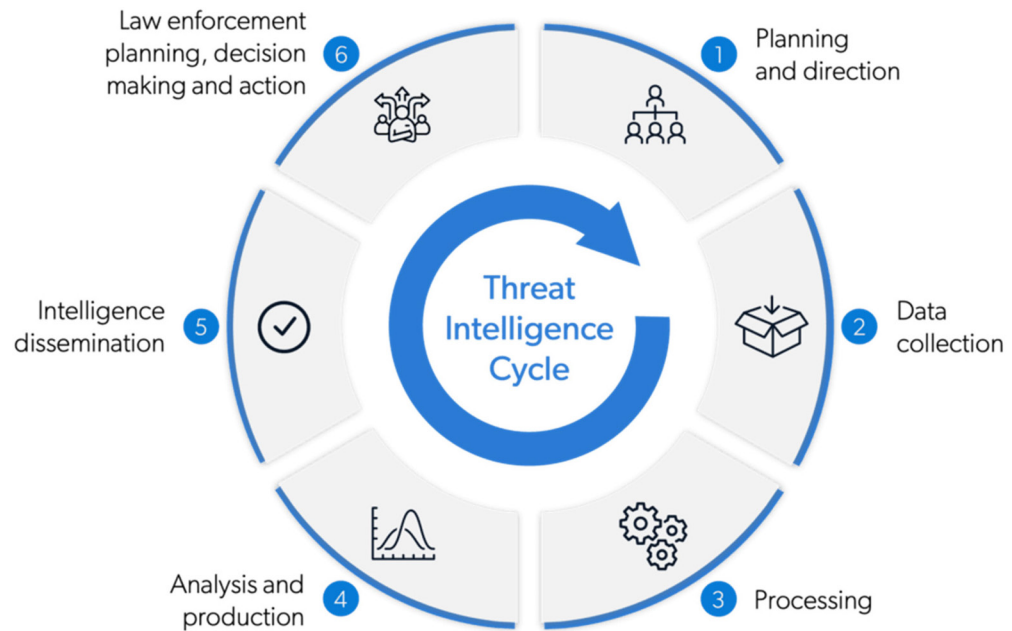 Threat
Intelligence
Cycle
1
Planning
and direction
2
Data
collection
3
Processing
4
Analysis and
production
5
Intelligence
dissemination
6
Law enforcement
planning, decision
making and action